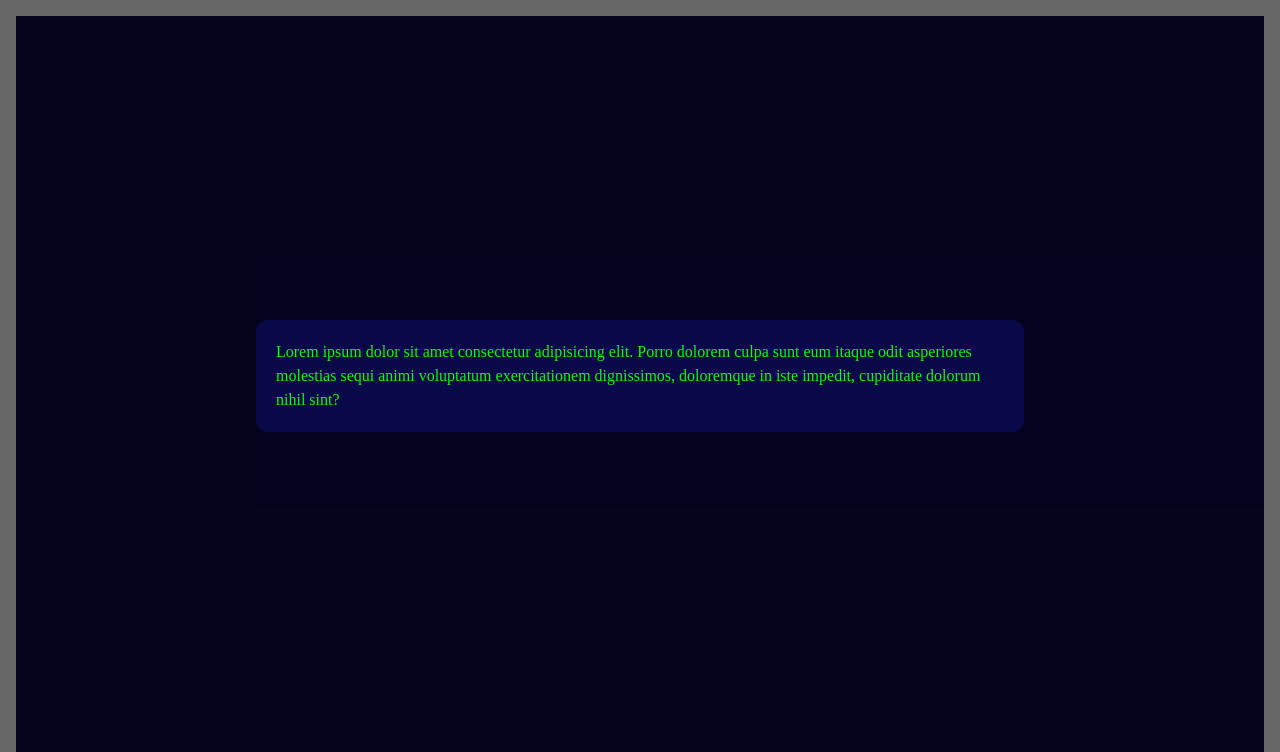 Lorem ipsum dolor sit amet consectetur adipisicing elit. Porro dolorem culpa sunt eum itaque odit asperiores
molestias sequi animi voluptatum exercitationem dignissimos, doloremque in iste impedit, cupiditate dolorum
nihil sint?